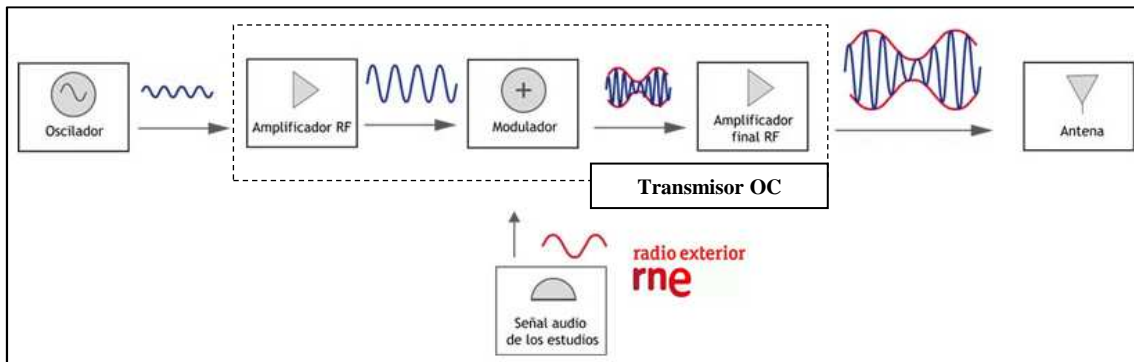 Oscilador
Amplificador RF
Modulador
Amplificador
final RF
Antena
Transmisor OC
radio exterior
rne
Señal audio
de los estudios